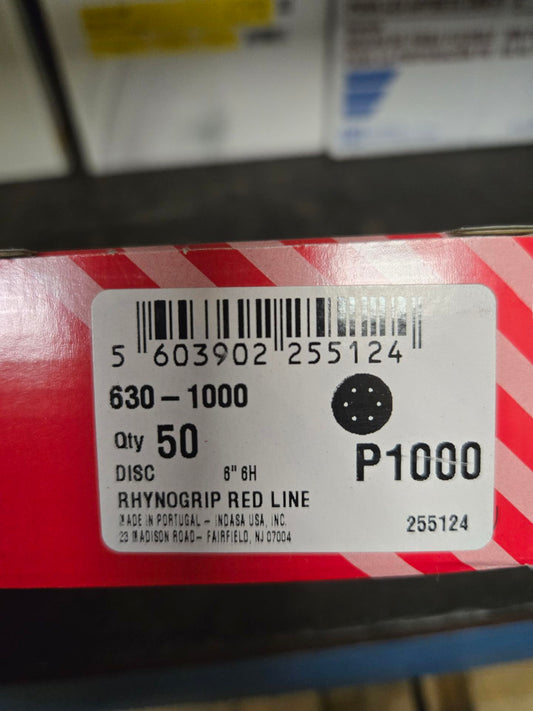 5 603902 255124
630-1000
Qty 50
P1000
DISC 6" 6H
RHYNOGRIP RED LINE
MADE IN PORTUGAL - INDASA USA, INC.
23 MADISON ROAD- FAIRFIELD, NJ 07004
255124